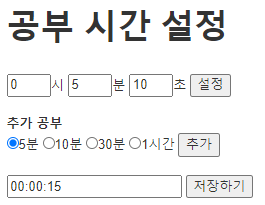 공부 시간 설정
0 시 5 분 10 초 설정
추가 공부
5분 10분 30분 1시간 추가
00:00:15 저장하기